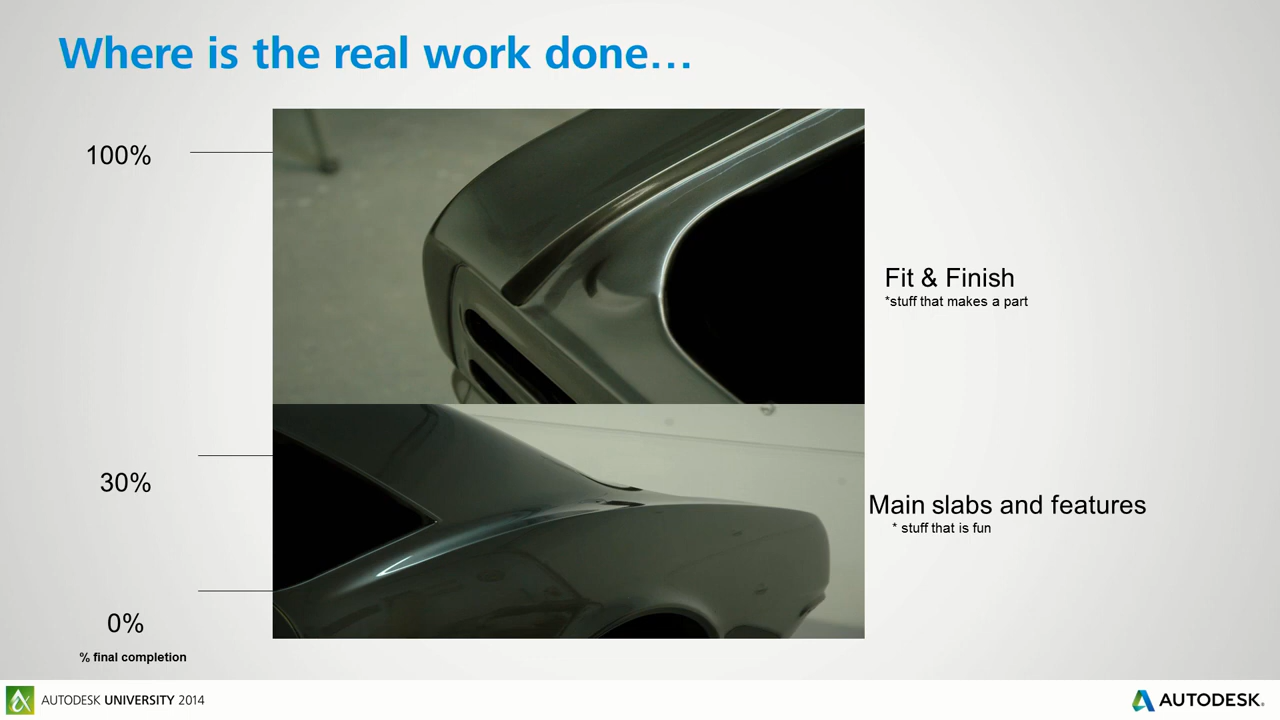 Where is the real work done…
100%
Fit & Finish
*stuff that makes a part
30%
Main slabs and features
* stuff that is fun
0%
% final completion
AUTODESK UNIVERSITY 2014
AUTODESK®